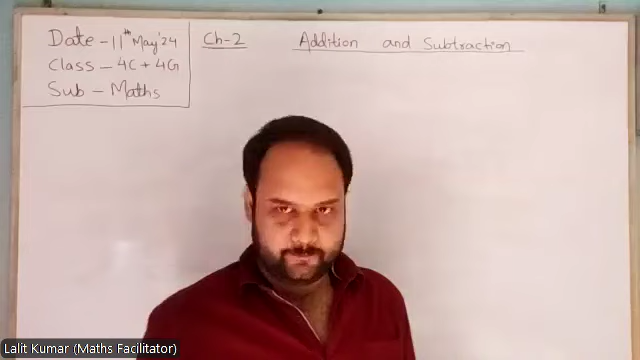 Date - 11th May'24
Class - 4C + 4G
Sub - Maths
Ch-2
Addition and Subtraction
Lalit Kumar (Maths Facilitator)